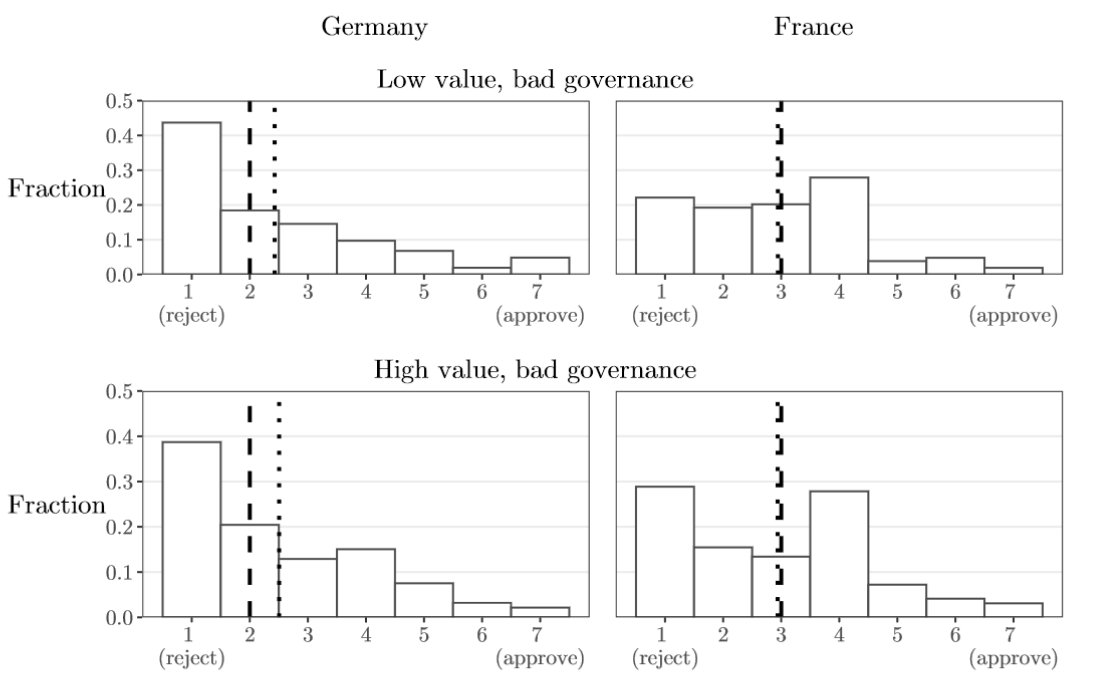 Germany France
Low value, bad governance
0.5
0.4
0.3
Fraction
0.2
0.1
0.0
1 2 3 4 5 6 7 1 2 3 4 5 6 7
(reject) (approve) (reject) (approve)
High value, bad governance
0.5
0.4
0.3
Fraction
0.2
0.1
0.0
1 2 3 4 5 6 7 1 2 3 4 5 6 7
(reject) (approve) (reject) (approve)